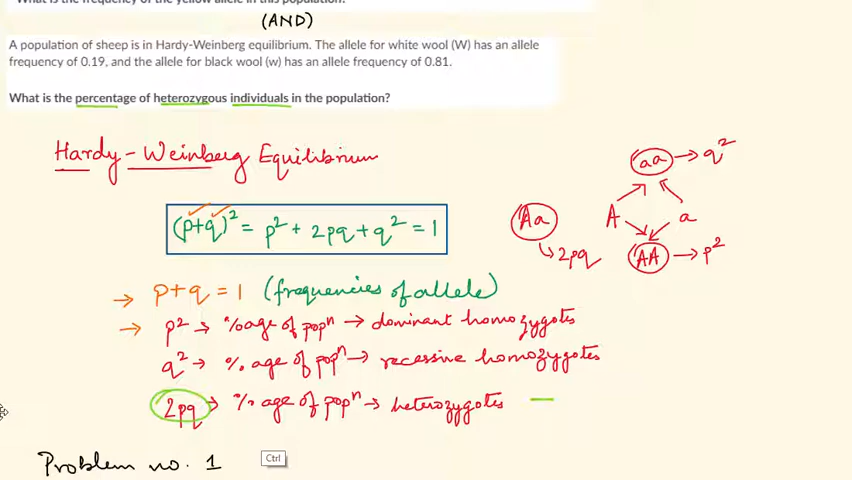 What is the frequency of the yellow allele in this population?
(AND)
A population of sheep is in Hardy-Weinberg equilibrium. The allele for white wool (W) has an allele
frequency of 0.19, and the allele for black wool (w) has an allele frequency of 0.81.
What is the percentage of heterozygous individuals in the population?
Hardy-Weinberg Equilibrium
(p+q)² = p² + 2pq + q² = 1
aa → q²
Aa
A a
↳ 2pq
AA → p²
→ p+q = 1 (frequencies of allele)
→ p² → %age of popⁿ → dominant homozygotes
q² → % age of popⁿ → recessive homozygotes
2pq → % age of popⁿ → heterozygotes —
Problem no. 1
Ctrl